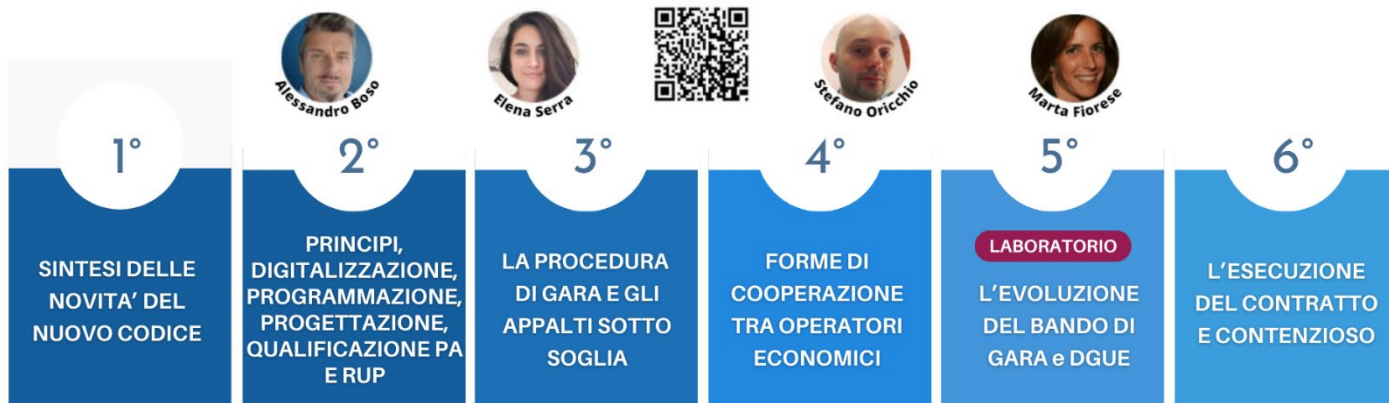 Alessandro Boso
Elena Serra
Stefano Oricchio
Marta Fiorese
1°
SINTESI DELLE
NOVITA’ DEL
NUOVO CODICE
2°
PRINCIPI,
DIGITALIZZAZIONE,
PROGRAMMAZIONE,
PROGETTAZIONE,
QUALIFICAZIONE PA
E RUP
3°
LA PROCEDURA
DI GARA E GLI
APPALTI SOTTO
SOGLIA
4°
FORME DI
COOPERAZIONE
TRA OPERATORI
ECONOMICI
5°
LABORATORIO
L’EVOLUZIONE
DEL BANDO DI
GARA e DGUE
6°
L’ESECUZIONE
DEL CONTRATTO
E CONTENZIOSO